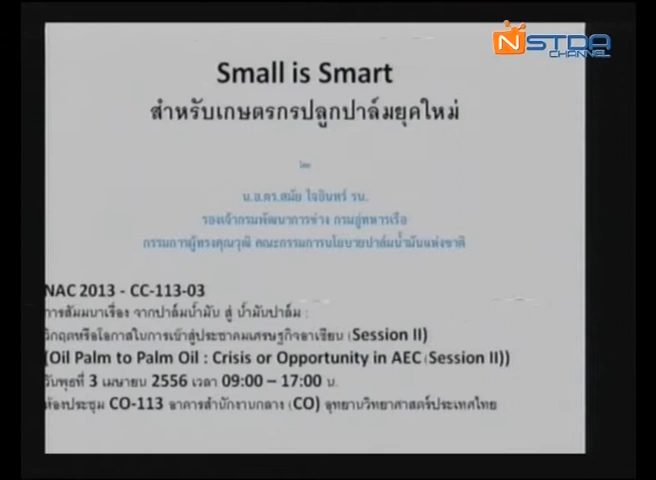 NSTDA
CHANNEL
Small is Smart
สำหรับเกษตรกรปลูกปาล์มยุคใหม่
โดย
น.อ.ดร.สมัย ใจอินทร์ รน.
รองเจ้ากรมพัฒนาการช่าง กรมอู่ทหารเรือ
กรรมการผู้ทรงคุณวุฒิ คณะกรรมการนโยบายปาล์มน้ำมันแห่งชาติ
NAC 2013 - CC-113-03
การสัมมนาเรื่อง จากปาล์มน้ำมัน สู่ น้ำมันปาล์ม :
วิกฤตหรือโอกาสในการเข้าสู่ประชาคมเศรษฐกิจอาเซียน (Session II)
(Oil Palm to Palm Oil : Crisis or Opportunity in AEC (Session II))
วันพุธที่ 3 เมษายน 2556 เวลา 09:00 – 17:00 น.
ห้องประชุม CO-113 อาคารสำนักงานกลาง (CO) อุทยานวิทยาศาสตร์ประเทศไทย